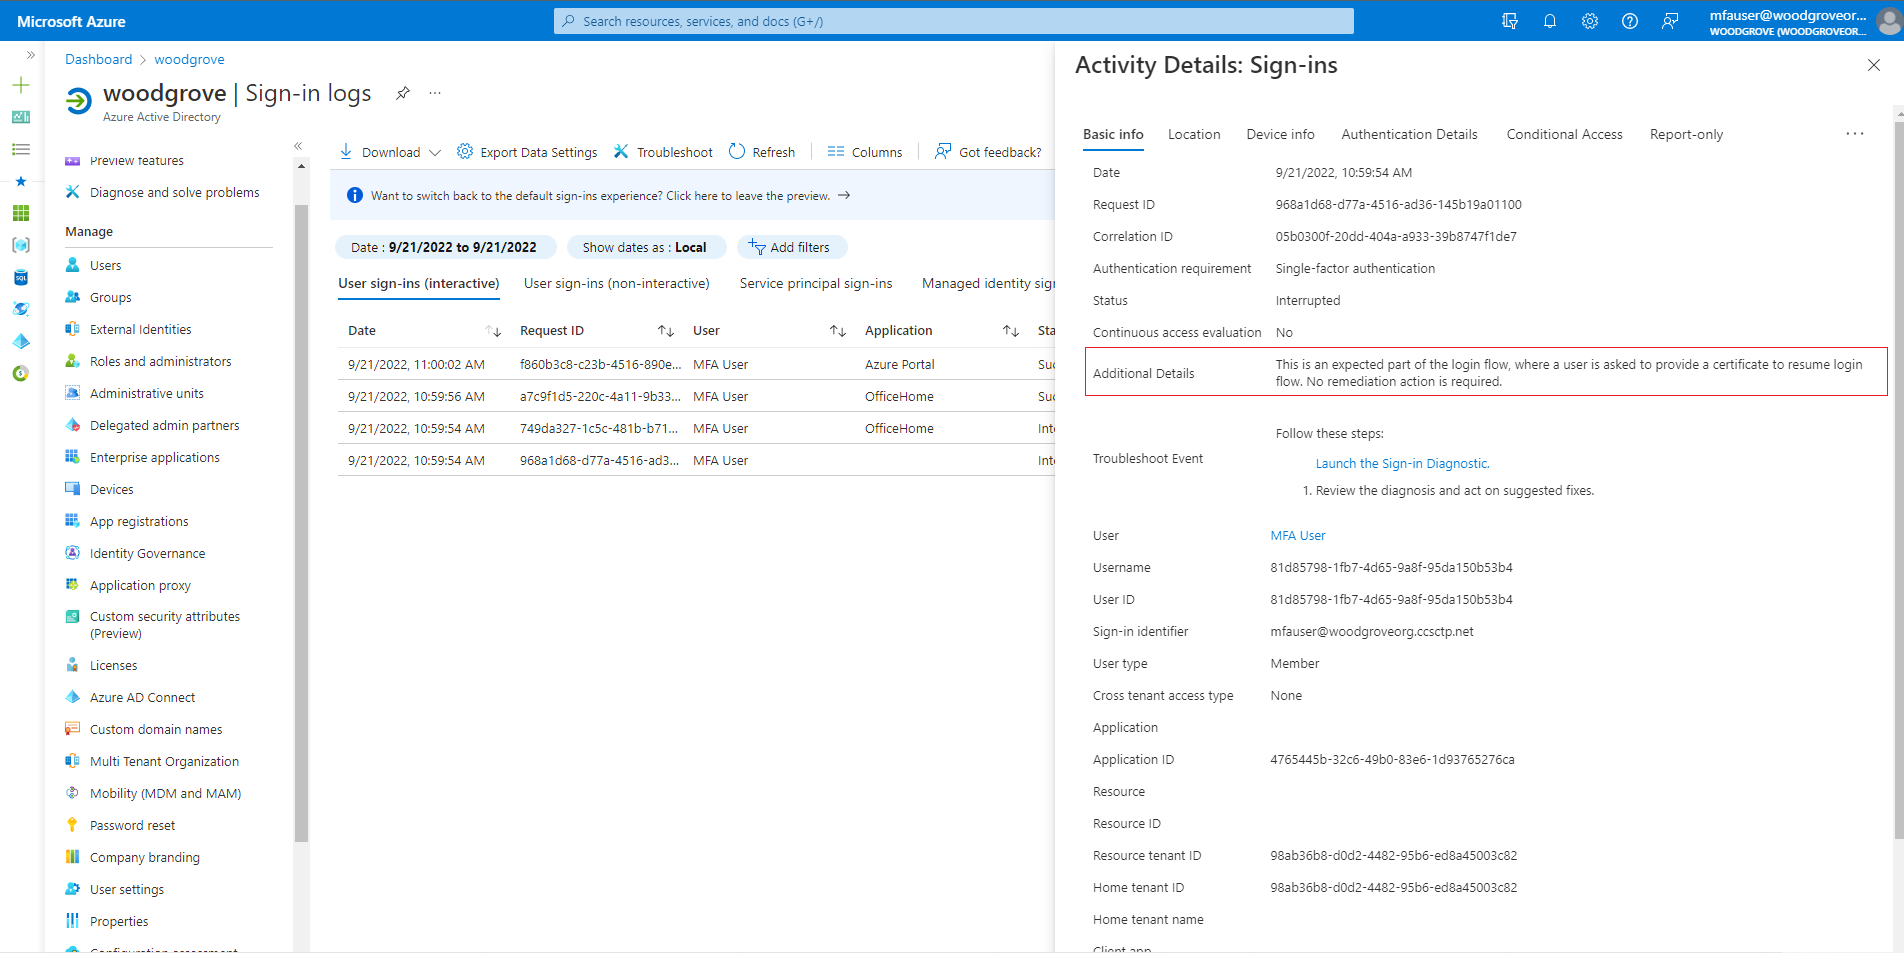 Microsoft Azure
Search resources, services, and docs (G+/)
mfauser@woodgroveor...
WOODGROVE (WOODGROVEOR...
Dashboard > woodgrove
woodgrove | Sign-in logs
Azure Active Directory
Preview features
Diagnose and solve problems
Manage
Users
Groups
External Identities
Roles and administrators
Administrative units
Delegated admin partners
Enterprise applications
Devices
App registrations
Identity Governance
Application proxy
Custom security attributes
(Preview)
Licenses
Azure AD Connect
Custom domain names
Multi Tenant Organization
Mobility (MDM and MAM)
Password reset
Company branding
User settings
Properties
Download Export Data Settings Troubleshoot Refresh Columns Got feedback?
Want to switch back to the default sign-ins experience? Click here to leave the preview. →
Date : 9/21/2022 to 9/21/2022 Show dates as : Local Add filters
User sign-ins (interactive) User sign-ins (non-interactive) Service principal sign-ins Managed identity sign
Date Request ID User Application Sta
9/21/2022, 11:00:02 AM f860b3c8-c23b-4516-890e... MFA User Azure Portal Suc
9/21/2022, 10:59:56 AM a7c9f1d5-220c-4a11-9b33... MFA User OfficeHome Suc
9/21/2022, 10:59:54 AM 749da327-1c5c-481b-b71... MFA User OfficeHome Inte
9/21/2022, 10:59:54 AM 968a1d68-d77a-4516-ad3... MFA User Inte
Activity Details: Sign-ins
Basic info Location Device info Authentication Details Conditional Access Report-only ...
Date 9/21/2022, 10:59:54 AM
Request ID 968a1d68-d77a-4516-ad36-145b19a01100
Correlation ID 05b0300f-20dd-404a-a933-39b8747f1de7
Authentication requirement Single-factor authentication
Status Interrupted
Continuous access evaluation No
Additional Details This is an expected part of the login flow, where a user is asked to provide a certificate to resume login
flow. No remediation action is required.
Follow these steps:
Troubleshoot Event
Launch the Sign-in Diagnostic.
1. Review the diagnosis and act on suggested fixes.
User MFA User
Username 81d85798-1fb7-4d65-9a8f-95da150b53b4
User ID 81d85798-1fb7-4d65-9a8f-95da150b53b4
Sign-in identifier mfauser@woodgroveorg.ccsctp.net
User type Member
Cross tenant access type None
Application
Application ID 4765445b-32c6-49b0-83e6-1d93765276ca
Resource
Resource ID
Resource tenant ID 98ab36b8-d0d2-4482-95b6-ed8a45003c82
Home tenant ID 98ab36b8-d0d2-4482-95b6-ed8a45003c82
Home tenant name
Client app